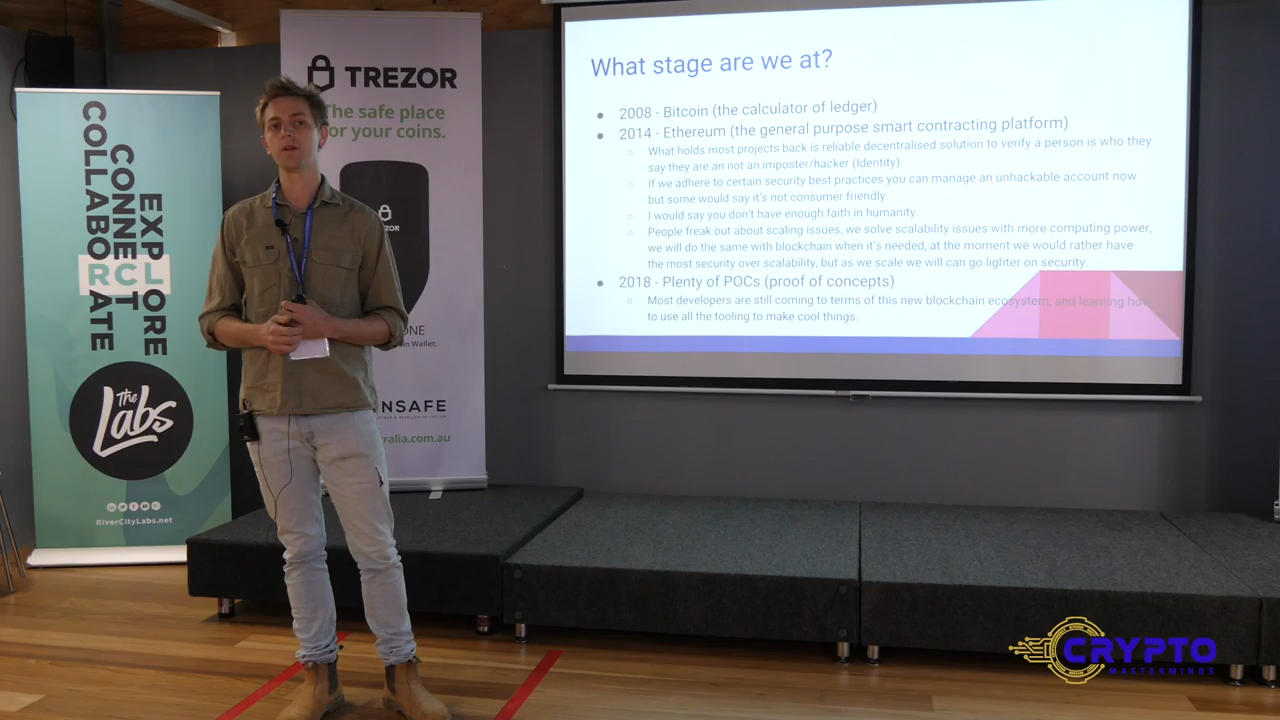 COLLABORATE
CONNECT
EXPLORE
RCL
the
Labs
RiverCityLabs.net
TREZOR
The safe place
for your coins.
ONE
NSAFE
ralia.com.au
What stage are we at?
● 2008 - Bitcoin (the calculator of ledger)
● 2014 - Ethereum (the general purpose smart contracting platform)
○ What holds most projects back is reliable decentralised solution to verify a person is who they
say they are an not an imposter/hacker (Identity).
○ If we adhere to certain security best practices you can manage an unhackable account now
but some would say it's not consumer friendly.
○ I would say you don't have enough faith in humanity.
○ People freak out about scaling issues, we solve scalability issues with more computing power,
we will do the same with blockchain when it's needed, at the moment we would rather have
the most security over scalability, but as we scale we will can go lighter on security.
● 2018 - Plenty of POCs (proof of concepts)
○ Most developers are still coming to terms of this new blockchain ecosystem, and learning how
to use all the tooling to make cool things.
CRYPTO
MASTERMINDS